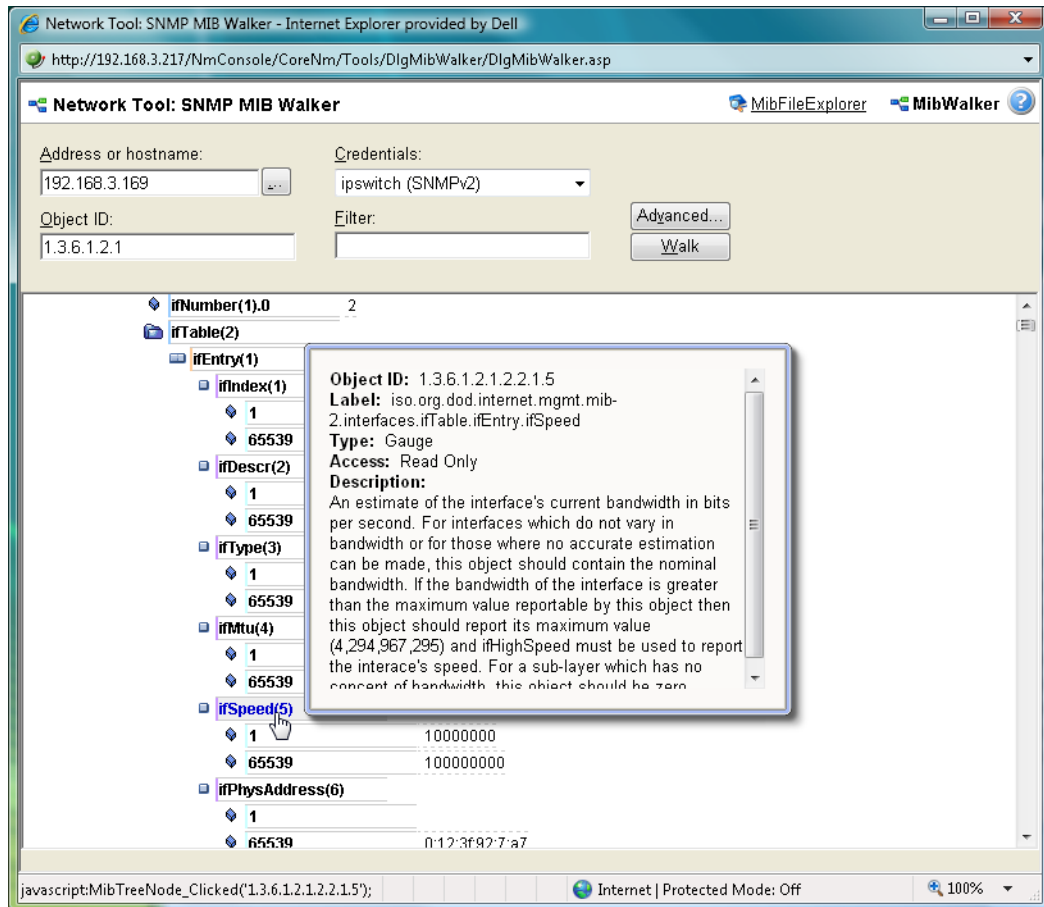 Network Tool: SNMP MIB Walker - Internet Explorer provided by Dell
http://192.168.3.217/NmConsole/CoreNm/Tools/DlgMibWalker/DlgMibWalker.asp
Network Tool: SNMP MIB Walker MibFileExplorer MibWalker ?
Address or hostname: Credentials:
192.168.3.169 ... ipswitch (SNMPv2)
Object ID: Filter: Advanced...
1.3.6.1.2.1 Walk
ifNumber(1).0 2
ifTable(2)
ifEntry(1)
ifIndex(1)
1
65539
ifDescr(2)
1
65539
ifType(3)
1
65539
ifMtu(4)
1
65539
Object ID: 1.3.6.1.2.1.2.2.1.5
Label: iso.org.dod.internet.mgmt.mib-
2.interfaces.ifTable.ifEntry.ifSpeed
Type: Gauge
Access: Read Only
Description:
An estimate of the interface's current bandwidth in bits
per second. For interfaces which do not vary in
bandwidth or for those where no accurate estimation
can be made, this object should contain the nominal
bandwidth. If the bandwidth of the interface is greater
than the maximum value reportable by this object then
this object should report its maximum value
(4,294,967,295) and ifHighSpeed must be used to report
the interace's speed. For a sub-layer which has no
concept of bandwidth, this object should be zero.
ifSpeed(5)
1 10000000
65539 100000000
ifPhysAddress(6)
1
65539 0:12:3f:92:7:a7
javascript:MibTreeNode_Clicked('1.3.6.1.2.1.2.2.1.5'); Internet | Protected Mode: Off 100%